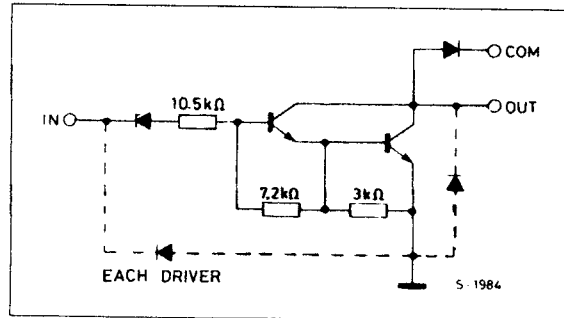 COM
10.5kΩ
IN
OUT
7.2kΩ
3kΩ
EACH DRIVER
S-1984